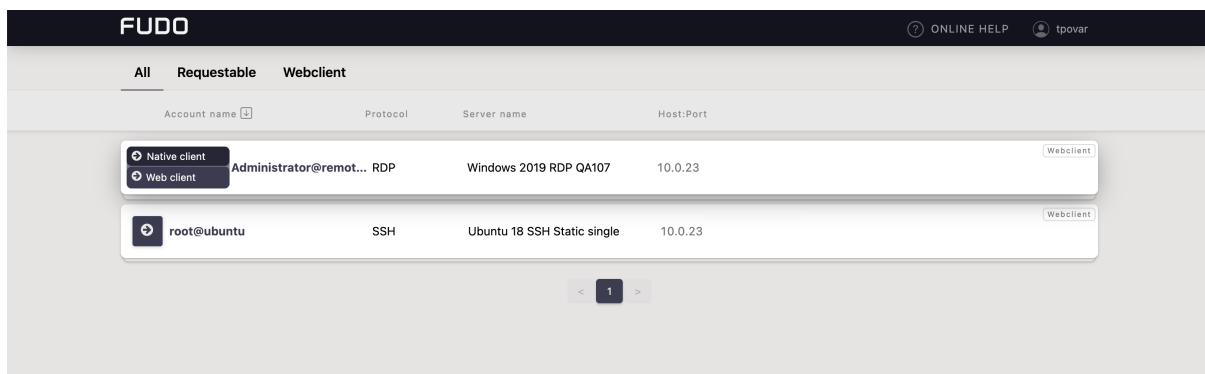 FUDO
? ONLINE HELP tpovar
All Requestable Webclient
Account name Protocol Server name Host:Port
Native client
Web client
Administrator@remot... RDP Windows 2019 RDP QA107 10.0.23
Webclient
root@ubuntu SSH Ubuntu 18 SSH Static single 10.0.23
Webclient
< 1 >